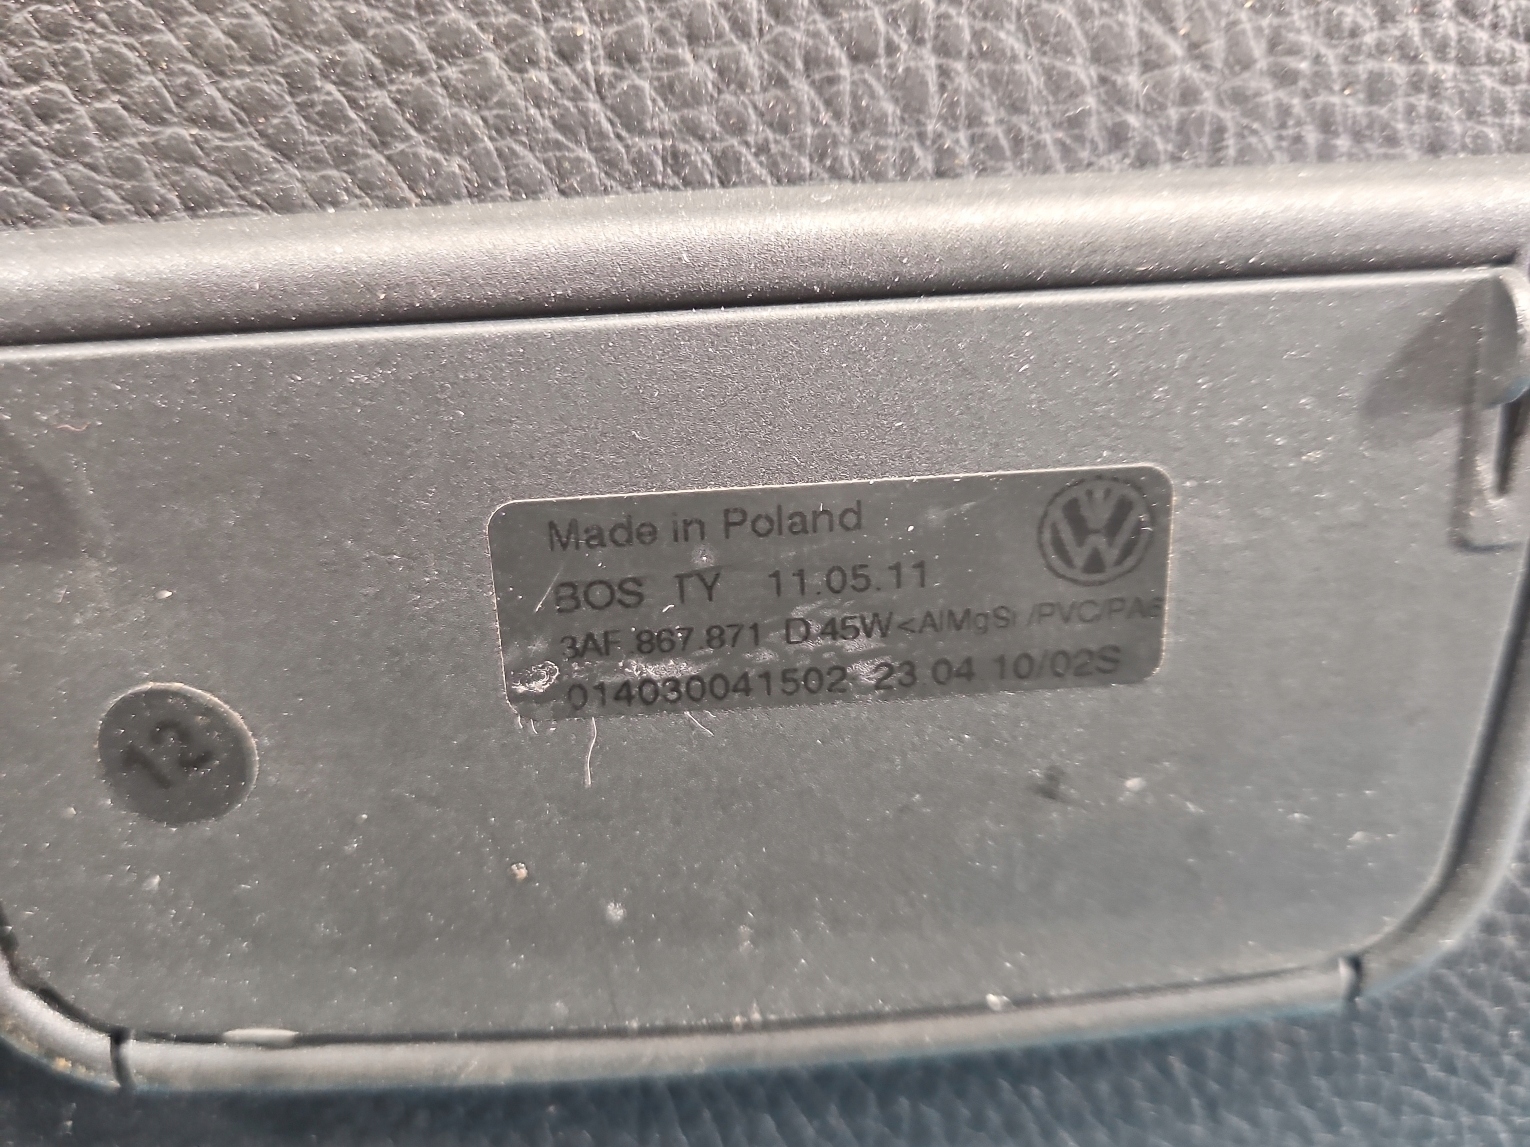 Made in Poland
BOS TY 11.05.11
3AF.867.871 D 45W<AlMgSi/PVC/PA6
014030041502 23 04 10/02S
12